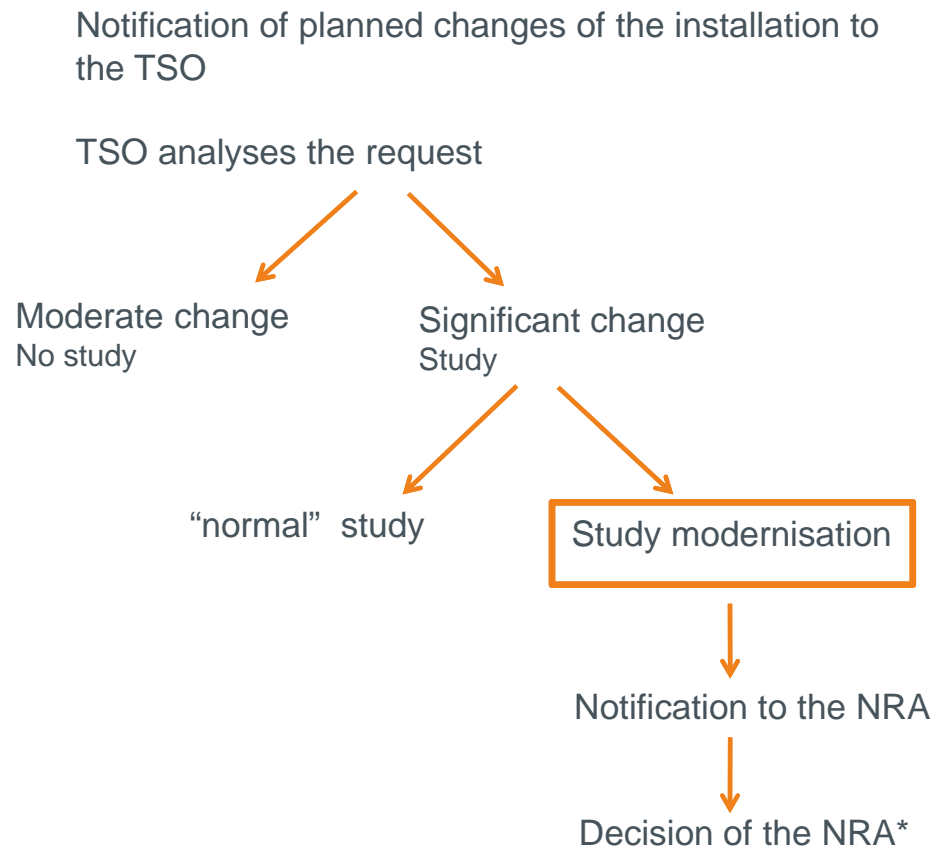 Notification of planned changes of the installation to
the TSO
TSO analyses the request
Moderate change
No study
Significant change
Study
“normal” study
Study modernisation
Notification to the NRA
Decision of the NRA*